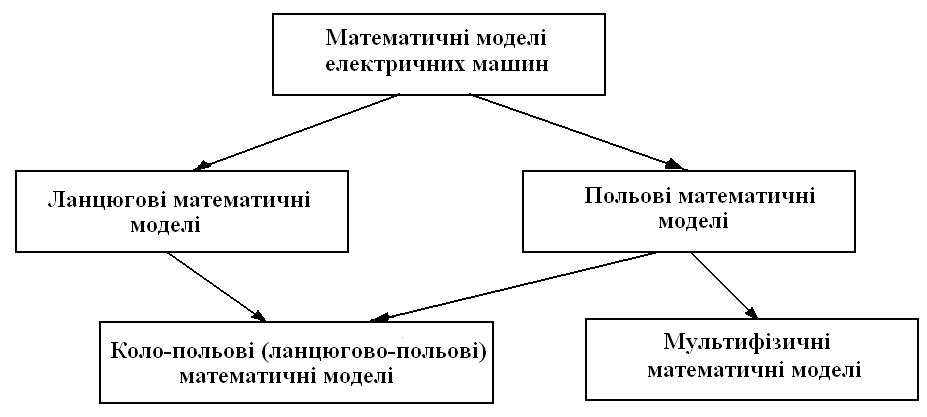 Математичні моделі
електричних машин
Ланцюгові математичні
моделі
Польові математичні
моделі
Коло-польові (ланцюгово-польові)
математичні моделі
Мультифізичні
математичні моделі